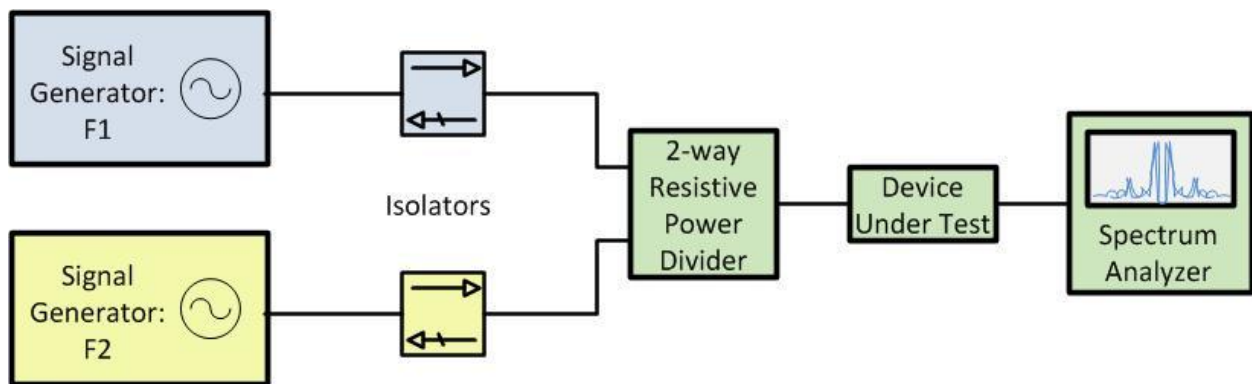 Signal
Generator:
F1
Isolators
Signal
Generator:
F2
2-way
Resistive
Power
Divider
Device
Under Test
Spectrum
Analyzer